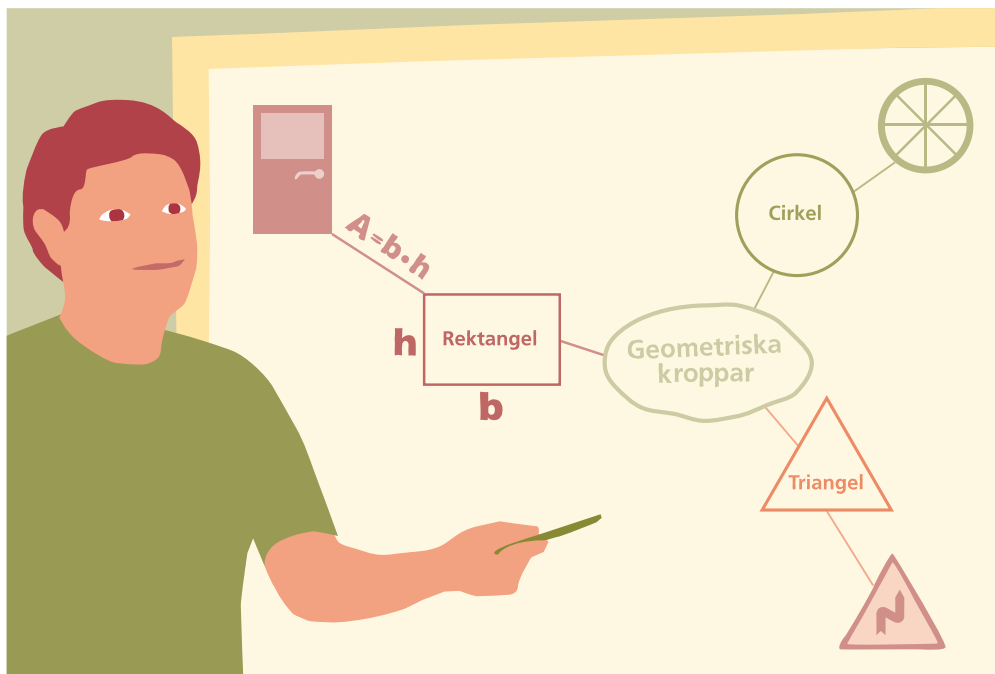 A=b•h
Cirkel
h
Rektangel
b
Geometriska
kroppar
Triangel